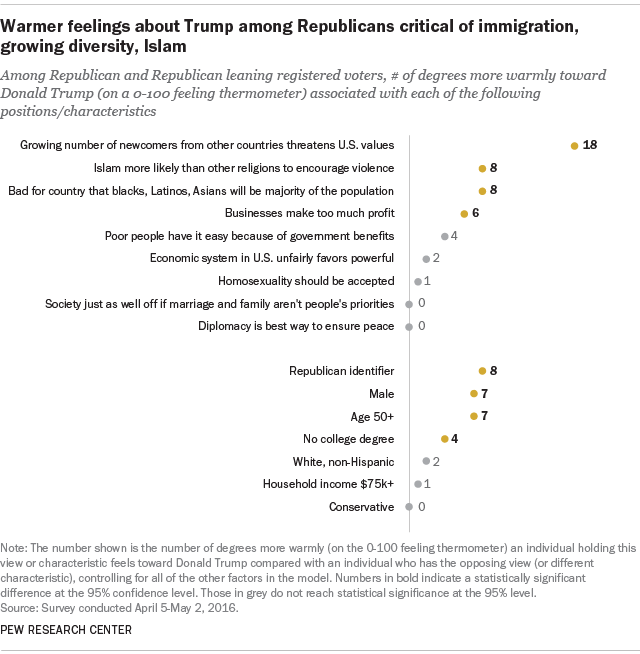 Warmer feelings about Trump among Republicans critical of immigration,
growing diversity, Islam
Among Republican and Republican leaning registered voters, # of degrees more warmly toward
Donald Trump (on a 0-100 feeling thermometer) associated with each of the following
positions/characteristics
Growing number of newcomers from other countries threatens U.S. values 18
Islam more likely than other religions to encourage violence 8
Bad for country that blacks, Latinos, Asians will be majority of the population 8
Businesses make too much profit 6
Poor people have it easy because of government benefits 4
Economic system in U.S. unfairly favors powerful 2
Homosexuality should be accepted 1
Society just as well off if marriage and family aren't people's priorities 0
Diplomacy is best way to ensure peace 0
Republican identifier 8
Male 7
Age 50+ 7
No college degree 4
White, non-Hispanic 2
Household income $75k+ 1
Conservative 0
Note: The number shown is the number of degrees more warmly (on the 0-100 feeling thermometer) an individual holding this
view or characteristic feels toward Donald Trump compared with an individual who has the opposing view (or different
characteristic), controlling for all of the other factors in the model. Numbers in bold indicate a statistically significant
difference at the 95% confidence level. Those in grey do not reach statistical significance at the 95% level.
Source: Survey conducted April 5-May 2, 2016.
PEW RESEARCH CENTER